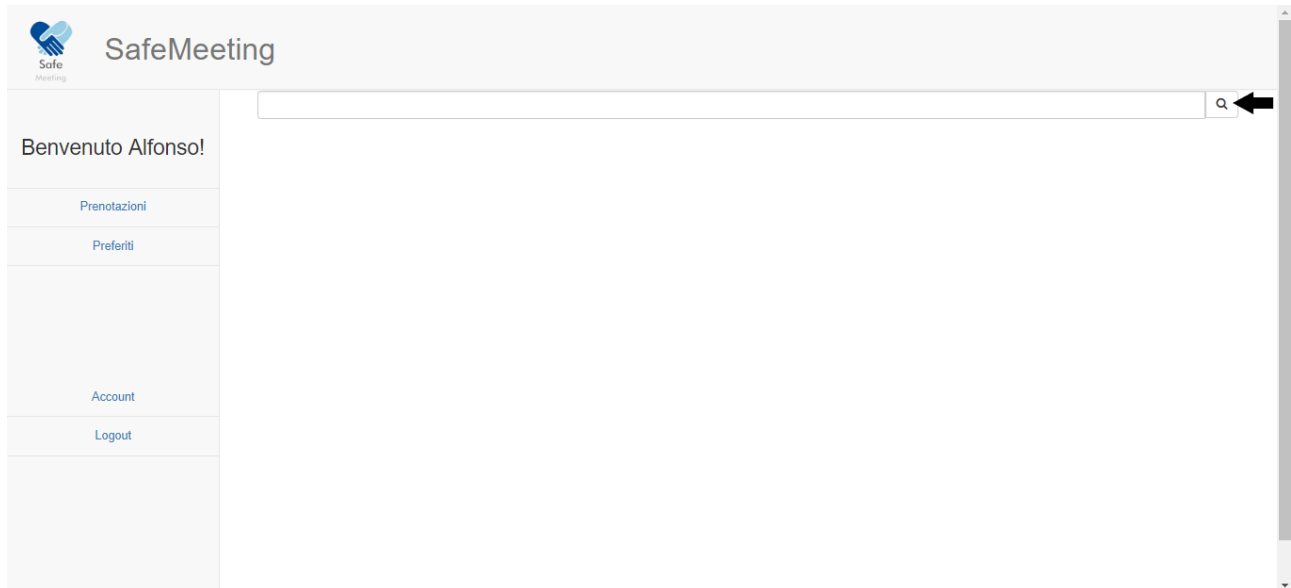 Safe
Meeting
SafeMeeting
Benvenuto Alfonso!
Prenotazioni
Preferiti
Account
Logout